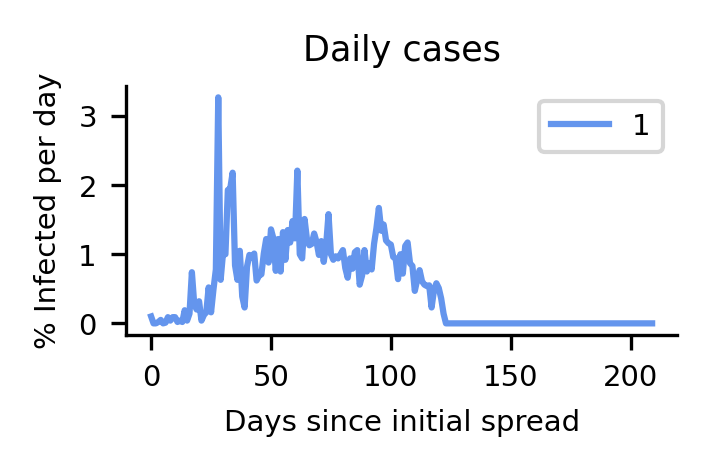 Daily cases
% Infected per day
3
2
1
0
1
0 50 100 150 200
Days since initial spread